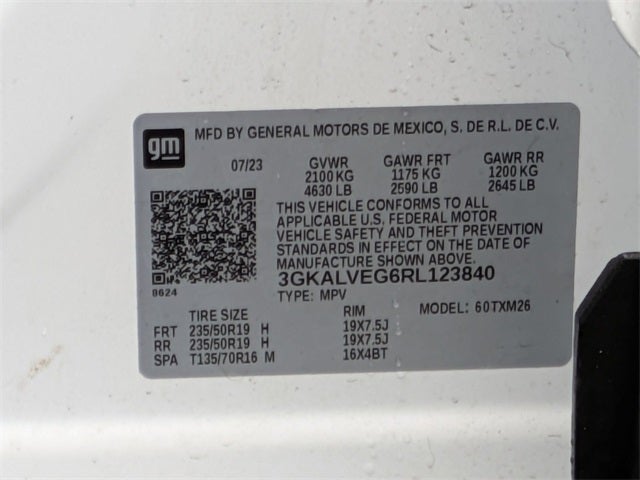 gm MFD BY GENERAL MOTORS DE MEXICO, S. DE R.L. DE C.V.
07/23 GVWR GAWR FRT GAWR RR
2100 KG 1175 KG 1200 KG
4630 LB 2590 LB 2645 LB
THIS VEHICLE CONFORMS TO ALL
APPLICABLE U.S. FEDERAL MOTOR
VEHICLE SAFETY AND THEFT PREVENTION
STANDARDS IN EFFECT ON THE DATE OF
MANUFACTURE SHOWN ABOVE.
3GKALVEG6RL123840
8624 TYPE: MPV MODEL: 60TXM26
TIRE SIZE RIM
FRT 235/50R19 H 19X7.5J
RR 235/50R19 H 19X7.5J
SPA T135/70R16 M 16X4BT